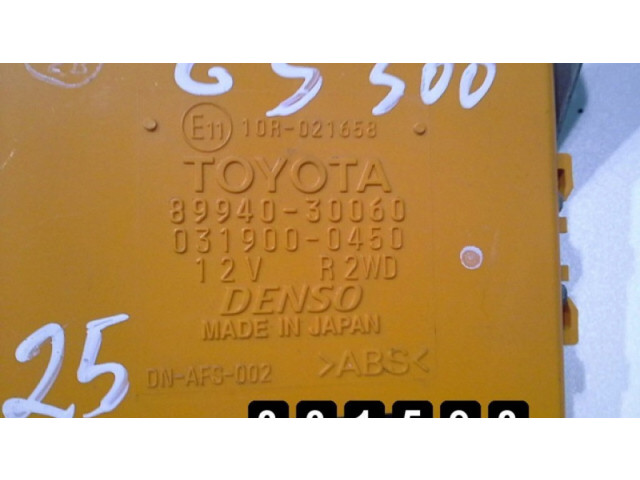 GS 300
E11 10R-021658
TOYOTA
89940-30060
031900-0450
12V R2WD
DENSO
MADE IN JAPAN
DN-AFS-002 >ABS<
25